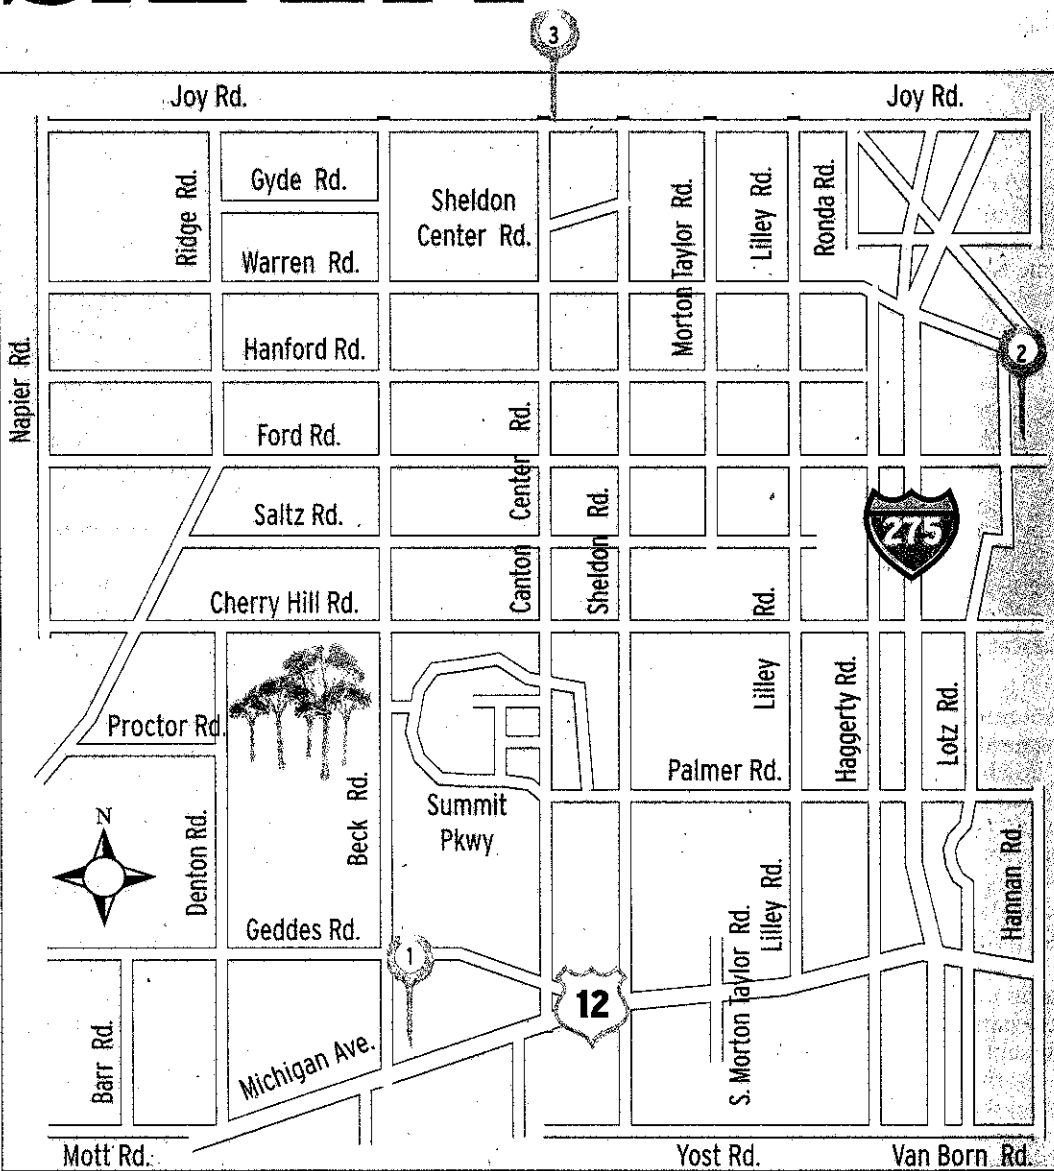 3
Joy Rd.
Joy Rd.
Gyde Rd.
Ridge Rd.
Sheldon
Center Rd.
Morton Taylor Rd.
Lilley Rd.
Ronda Rd.
Warren Rd.
Napier Rd.
Hanford Rd.
2
Ford Rd.
Canton Center Rd.
Saltz Rd.
Sheldon Rd.
275
Cherry Hill Rd.
Lilley Rd.
Haggerty Rd.
Lotz Rd.
Proctor Rd.
Beck Rd.
Palmer Rd.
Summit
Pkwy
N
Denton Rd.
Hannan Rd.
Geddes Rd.
1
S. Morton Taylor Rd.
Lilley Rd.
12
Barr Rd.
Michigan Ave.
Mott Rd.
Yost Rd.
Van Born Rd.